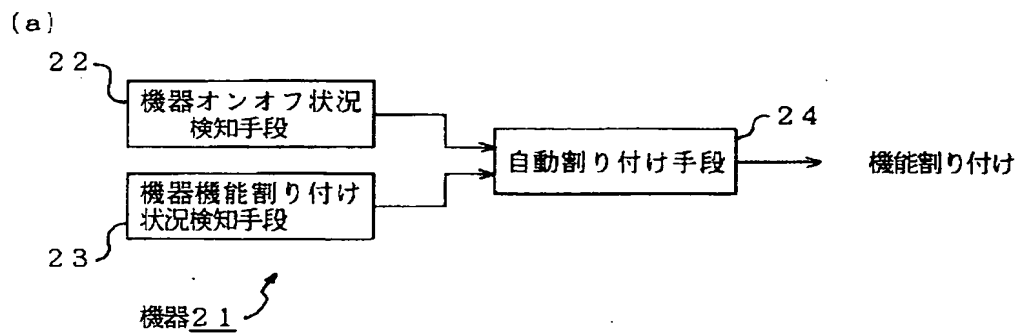 (a)
22
機器オンオフ状況
検知手段
24
自動割り付け手段
機能割り付け
機器機能割り付け
状況検知手段
23
機器21